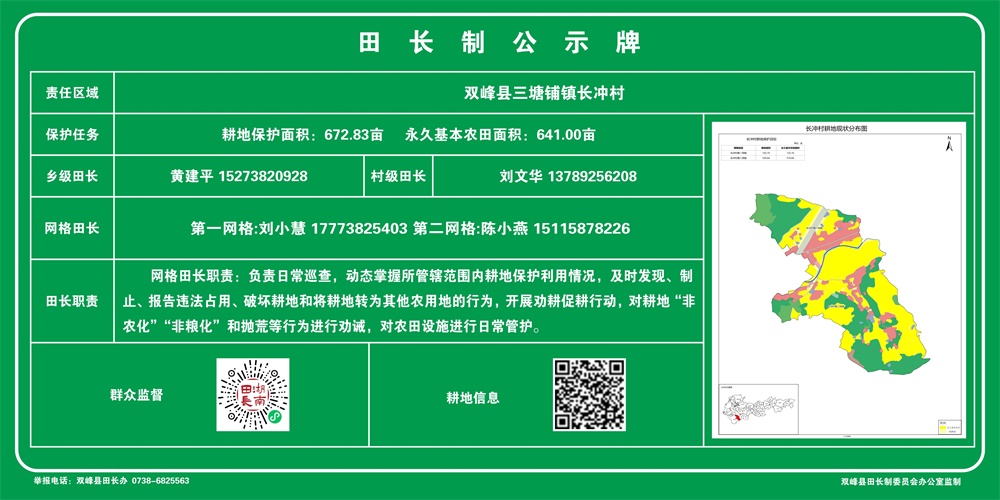 田长制公示牌
责任区域
双峰县三塘铺镇长冲村
保护任务
耕地保护面积：672.83亩 永久基本农田面积：641.00亩
乡级田长
黄建平 15273820928
村级田长
刘文华 13789256208
网格田长
第一网格:刘小慧 17773825403 第二网格:陈小燕 15115878226
田长职责
网格田长职责：负责日常巡查，动态掌握所管辖范围内耕地保护利用情况，及时发现、制
止、报告违法占用、破坏耕地和将耕地转为其他农用地的行为，开展劝耕促耕行动，对耕地“非
农化”“非粮化”和抛荒等行为进行劝诫，对农田设施进行日常管护。
群众监督
田长
湖南
耕地信息
长冲村耕地现状分布图
N
举报电话：双峰县田长办 0738-6825563
双峰县田长制委员会办公室监制